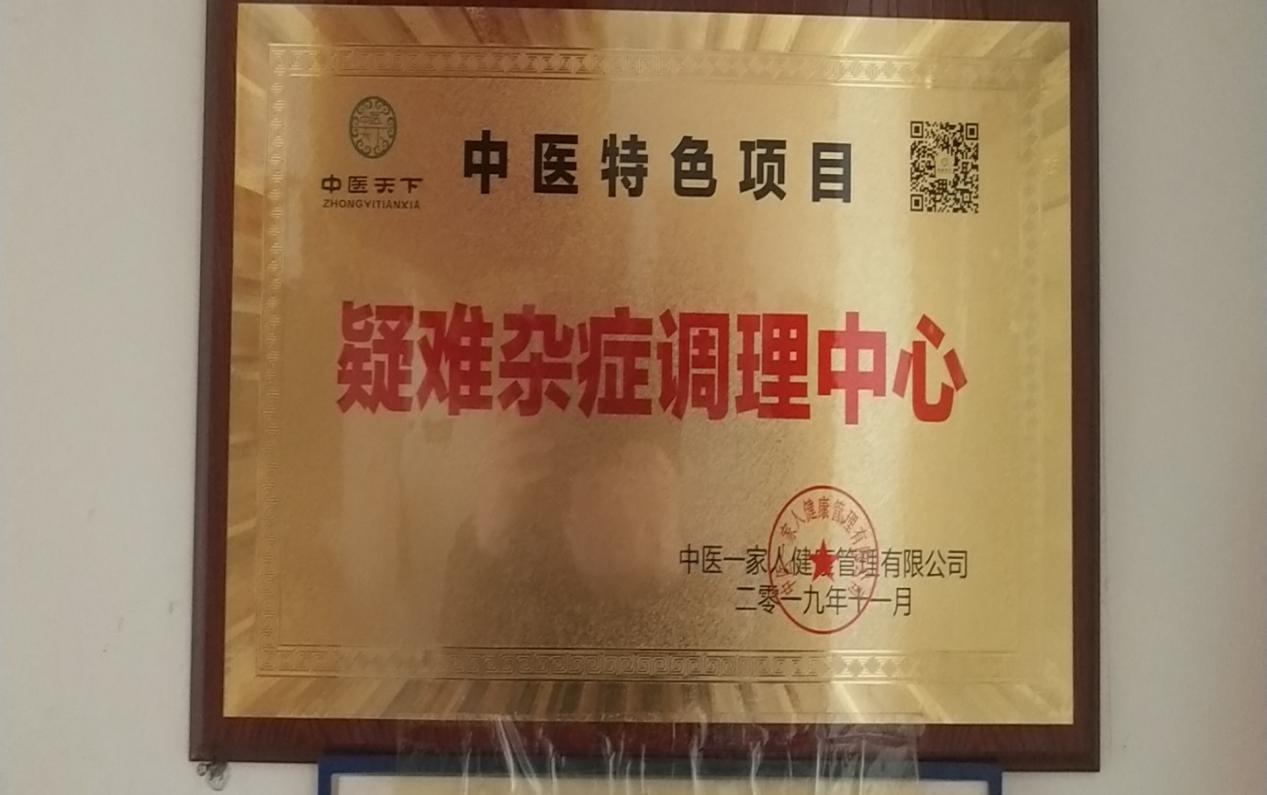 中医天下
ZHONGYITIANXIA
中医特色项目
疑难杂症调理中心
中医一家人健康管理有限公司
二零一九年十一月